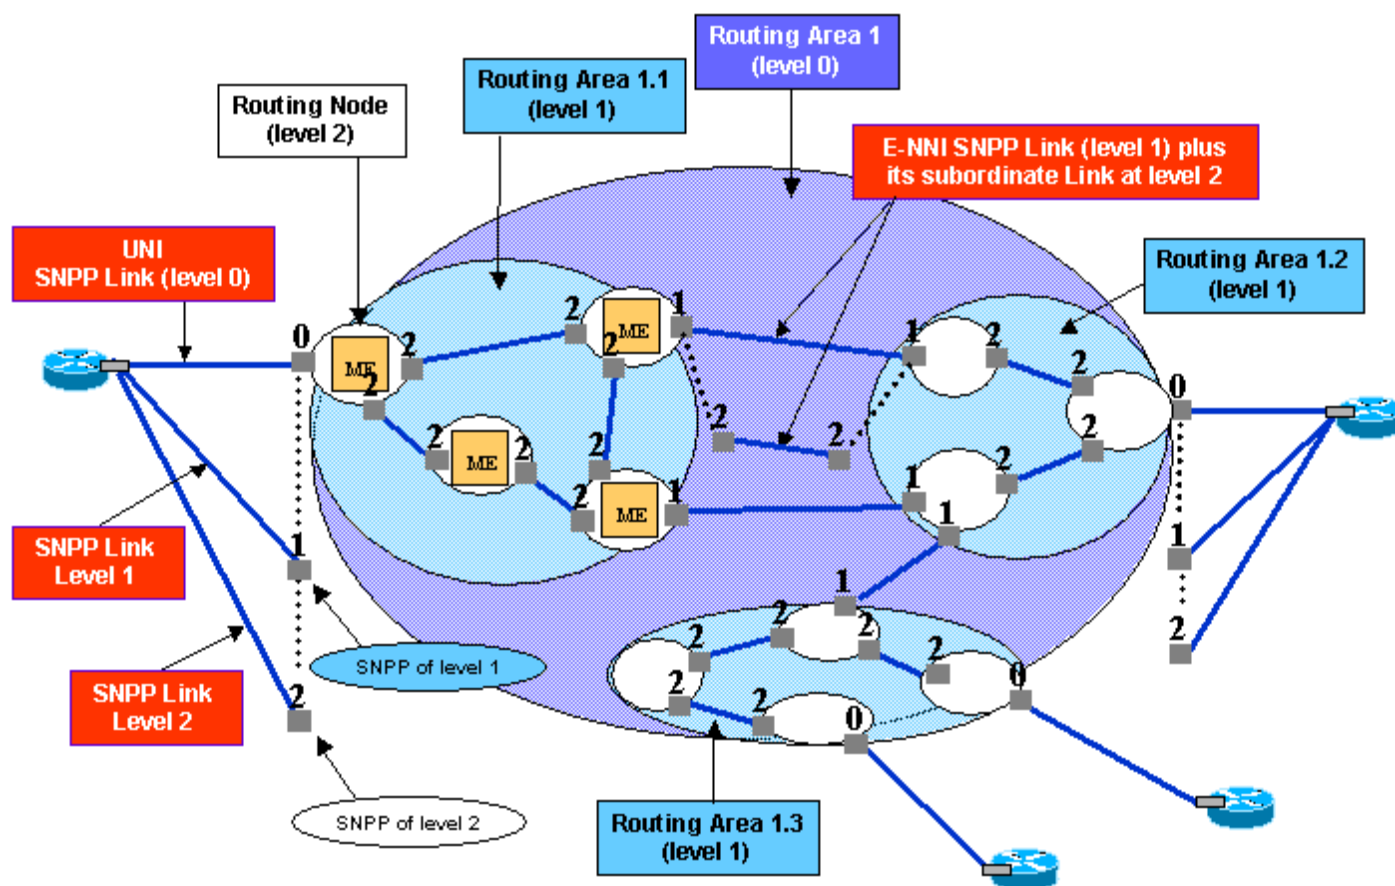 Routing Area 1
(level 0)
Routing Area 1.1
(level 1)
Routing Node
(level 2)
E-NNI SNPP Link (level 1) plus
its subordinate Link at level 2
UNI
SNPP Link (level 0)
Routing Area 1.2
(level 1)
0
ME
2
2
2
ME
2
1
1
2
2
0
2
ME
2
2
2
ME
1
2
2
2
2
1
1
SNPP Link
Level 1
1
1
SNPP of level 1
SNPP Link
Level 2
2
1
2
2
2
2
2
2
2
0
0
SNPP of level 2
Routing Area 1.3
(level 1)